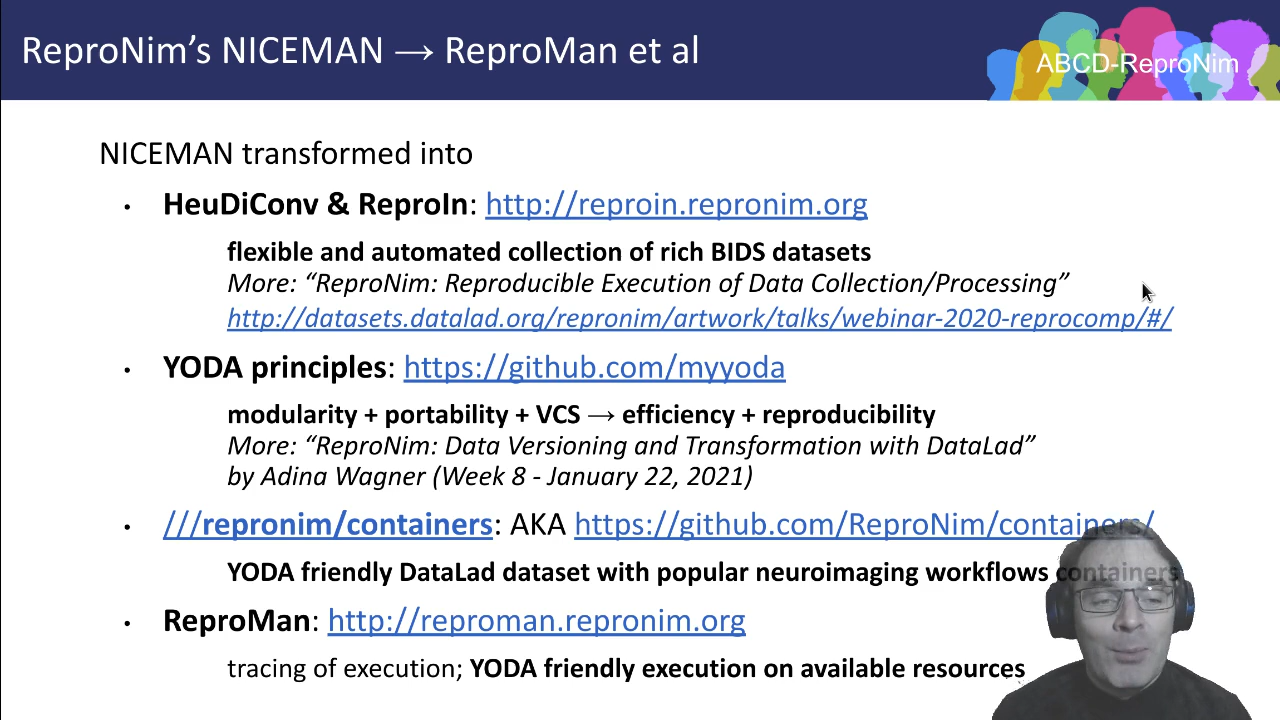 ReproNim's NICEMAN → ReproMan et al
ABCD-ReproNim
NICEMAN transformed into
• HeuDiConv & ReproIn: http://reproin.repronim.org
flexible and automated collection of rich BIDS datasets
More: “ReproNim: Reproducible Execution of Data Collection/Processing”
http://datasets.datalad.org/repronim/artwork/talks/webinar-2020-reprocomp/#/
• YODA principles: https://github.com/myyoda
modularity + portability + VCS → efficiency + reproducibility
More: “ReproNim: Data Versioning and Transformation with DataLad”
by Adina Wagner (Week 8 - January 22, 2021)
• ///repronim/containers: AKA https://github.com/ReproNim/containers/
YODA friendly DataLad dataset with popular neuroimaging workflows containers
• ReproMan: http://reproman.repronim.org
tracing of execution; YODA friendly execution on available resources